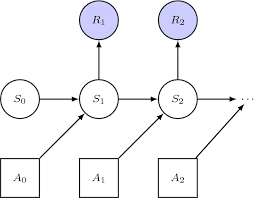 R₁ R₂
S₀ S₁ S₂ ...
A₀ A₁ A₂